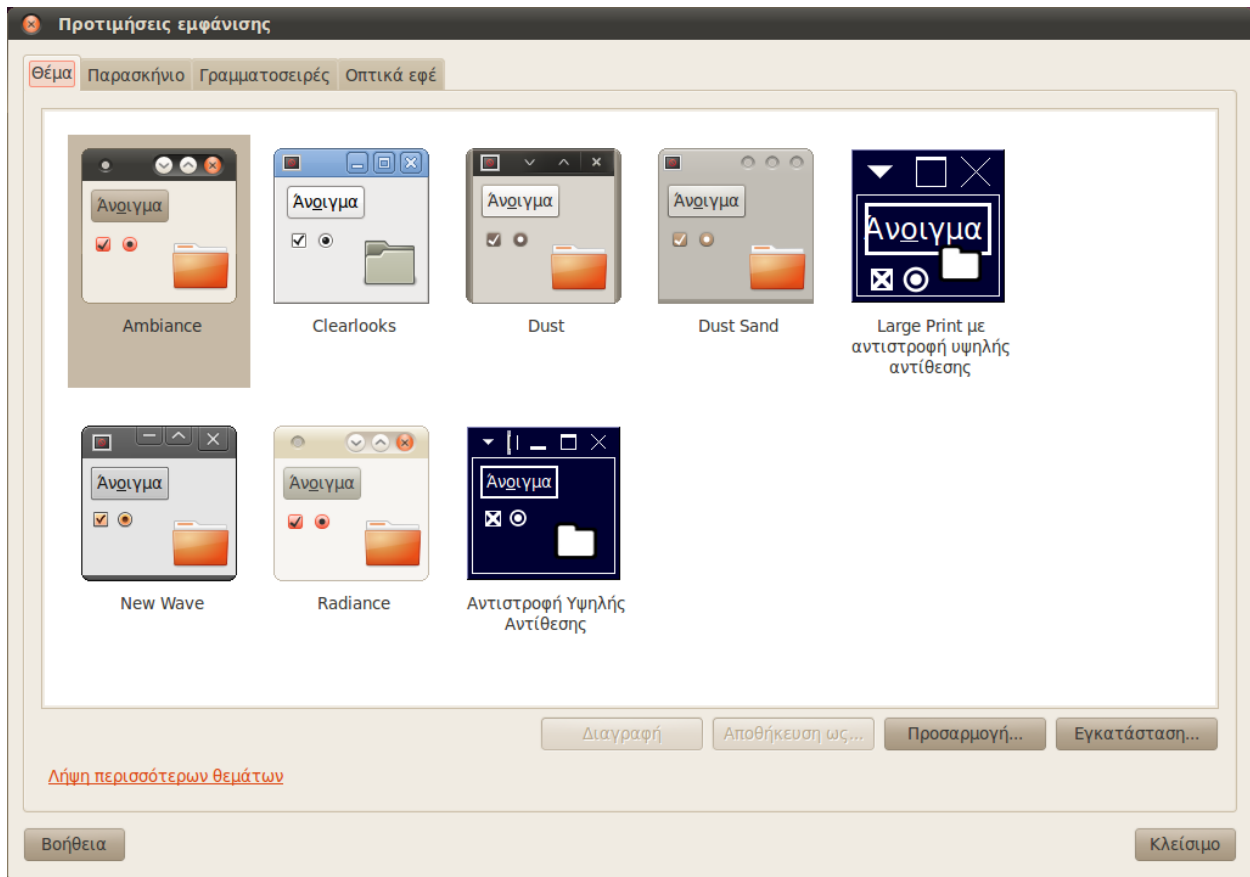 Προτιμήσεις εμφάνισης
Θέμα Παρασκήνιο Γραμματοσειρές Οπτικά εφέ
Άνοιγμα Άνοιγμα Άνοιγμα Άνοιγμα Άνοιγμα
Ambiance Clearlooks Dust Dust Sand Large Print με
αντιστροφή υψηλής
αντίθεσης
Άνοιγμα Άνοιγμα Άνοιγμα
New Wave Radiance Αντιστροφή Υψηλής
Αντίθεσης
Διαγραφή Αποθήκευση ως... Προσαρμογή... Εγκατάσταση...
Λήψη περισσότερων θεμάτων
Βοήθεια Κλείσιμο